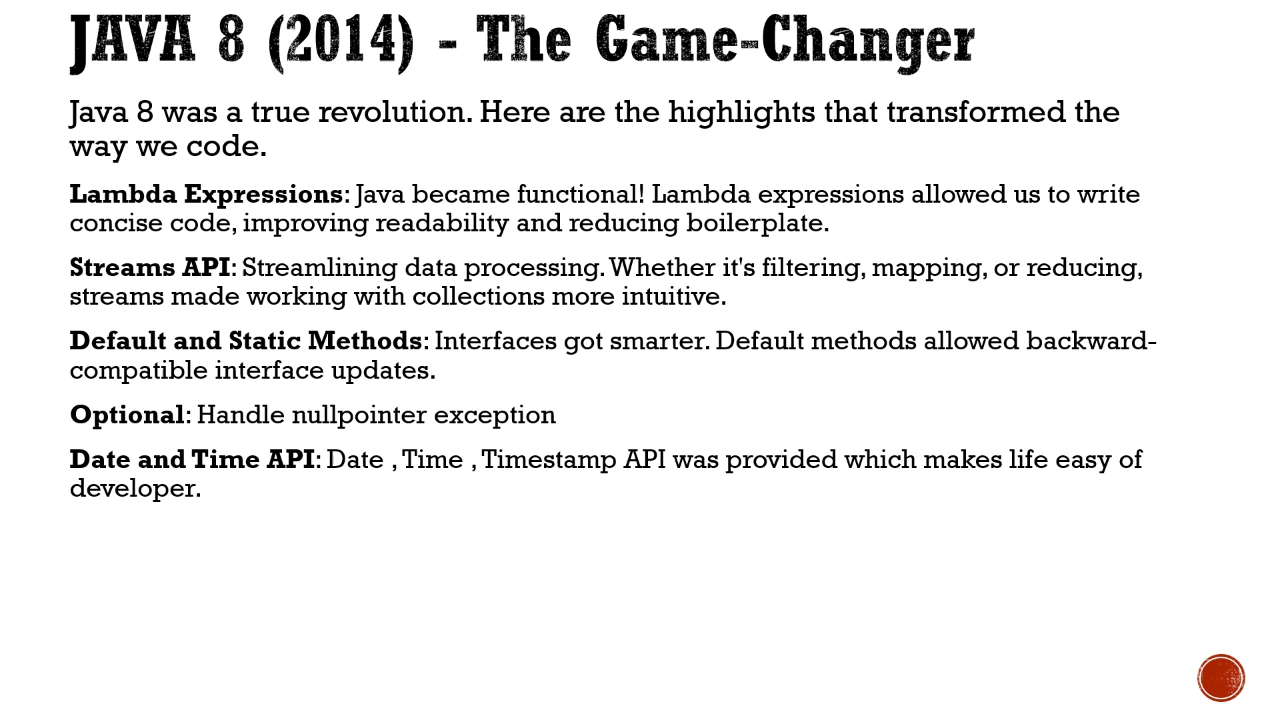 JAVA 8 (2014) - The Game-Changer
Java 8 was a true revolution. Here are the highlights that transformed the
way we code.
Lambda Expressions: Java became functional! Lambda expressions allowed us to write
concise code, improving readability and reducing boilerplate.
Streams API: Streamlining data processing. Whether it's filtering, mapping, or reducing,
streams made working with collections more intuitive.
Default and Static Methods: Interfaces got smarter. Default methods allowed backward-
compatible interface updates.
Optional: Handle nullpointer exception
Date and Time API: Date , Time , Timestamp API was provided which makes life easy of
developer.